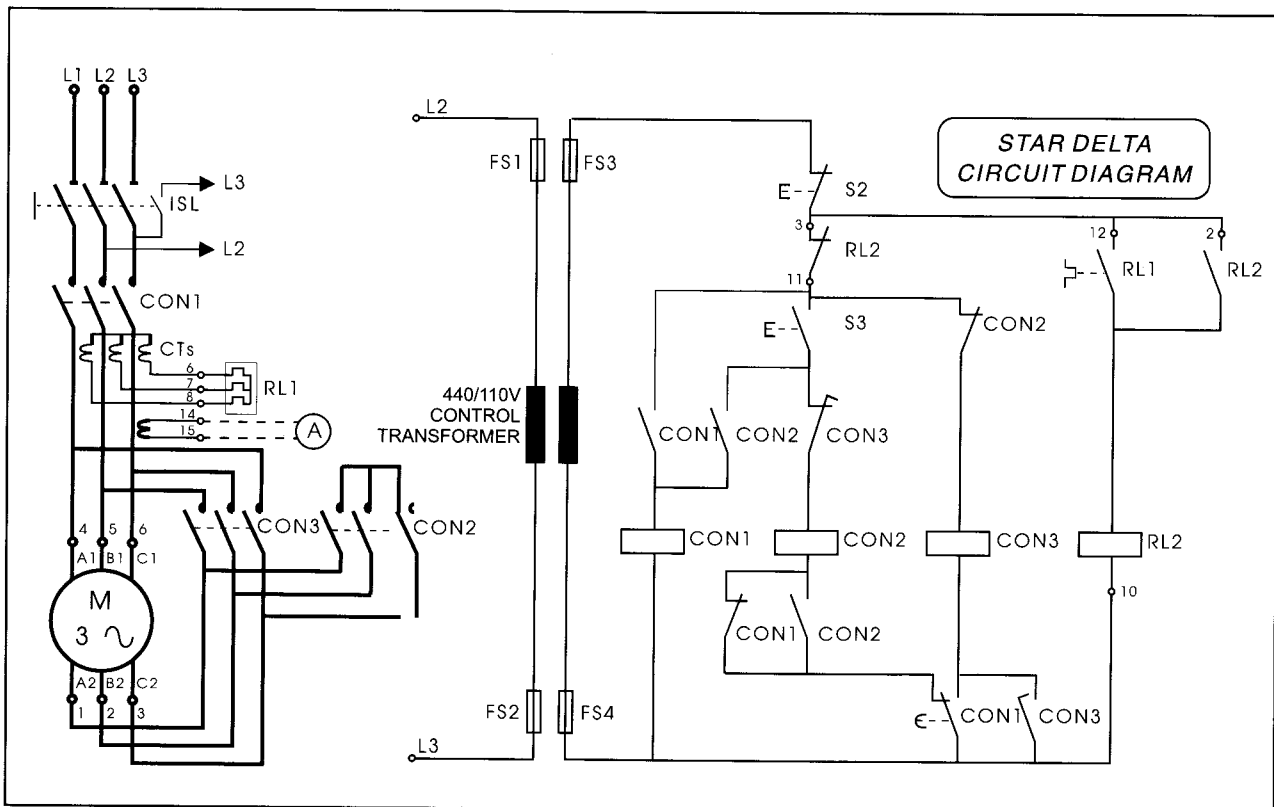 L1 L2 L3
L2
STAR DELTA
CIRCUIT DIAGRAM
FS1
FS3
L3
ISL
S2
L2
3
12
2
RL2
RL1
RL2
11
CON1
S3
CON2
CTs
6
7
8
RL1
14
15
A
440/110V
CONTROL
TRANSFORMER
CON1
CON2
CON3
CON3
CON2
4 5 6
A1 B1 C1
CON1
CON2
CON3
RL2
M
3
10
CON1
CON2
A2 B2 C2
1 2 3
FS2
FS4
CON1
CON3
L3